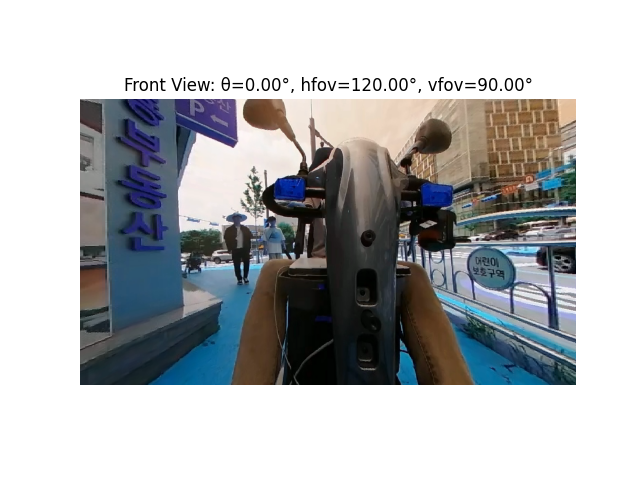 Front View: θ=0.00°, hfov=120.00°, vfov=90.00°
P ←
부동산
어린이
보호구역